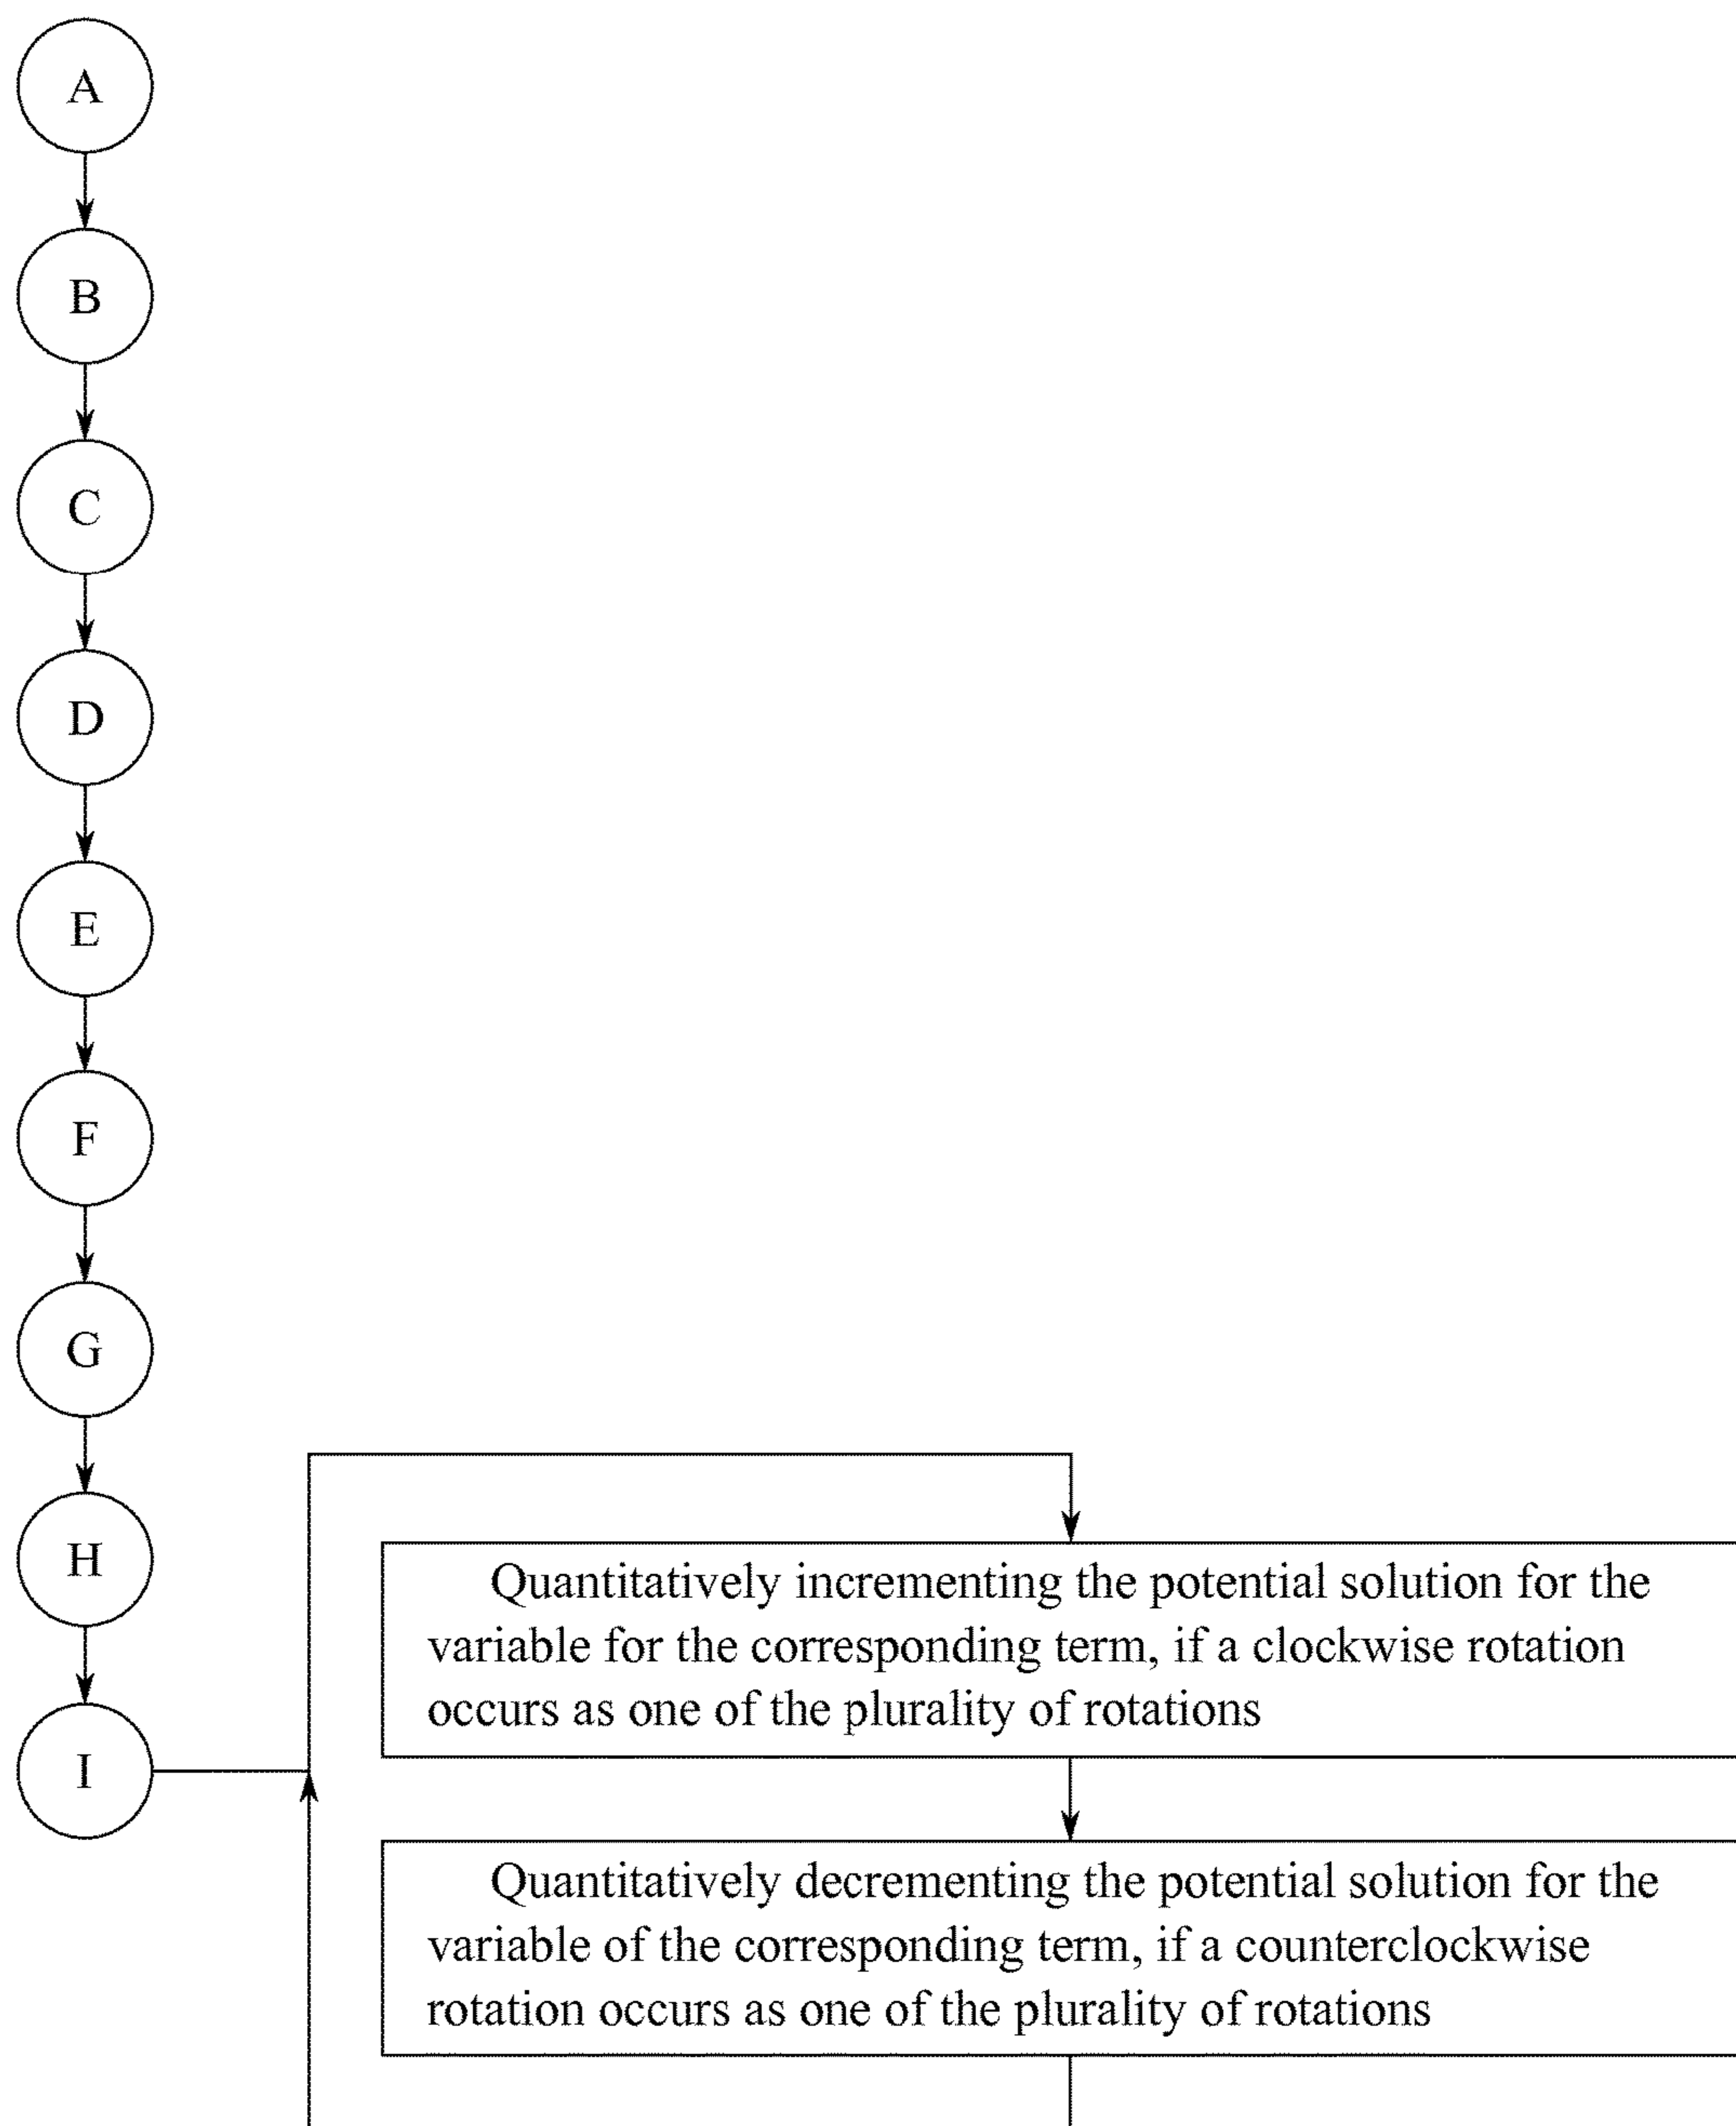 A
B
C
D
E
F
G
H
I
Quantitatively incrementing the potential solution for the
variable for the corresponding term, if a clockwise rotation
occurs as one of the plurality of rotations
Quantitatively decrementing the potential solution for the
variable of the corresponding term, if a counterclockwise
rotation occurs as one of the plurality of rotations